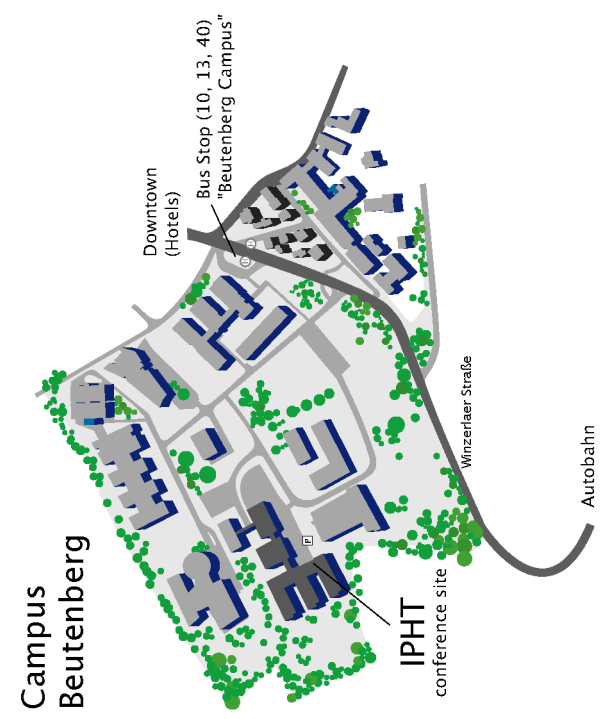 Campus
Beutenberg
Downtown
(Hotels)
Bus Stop (10, 13, 40)
"Beutenberg Campus"
H
H
P
IPHT
conference site
Winzerlaer Straße
Autobahn